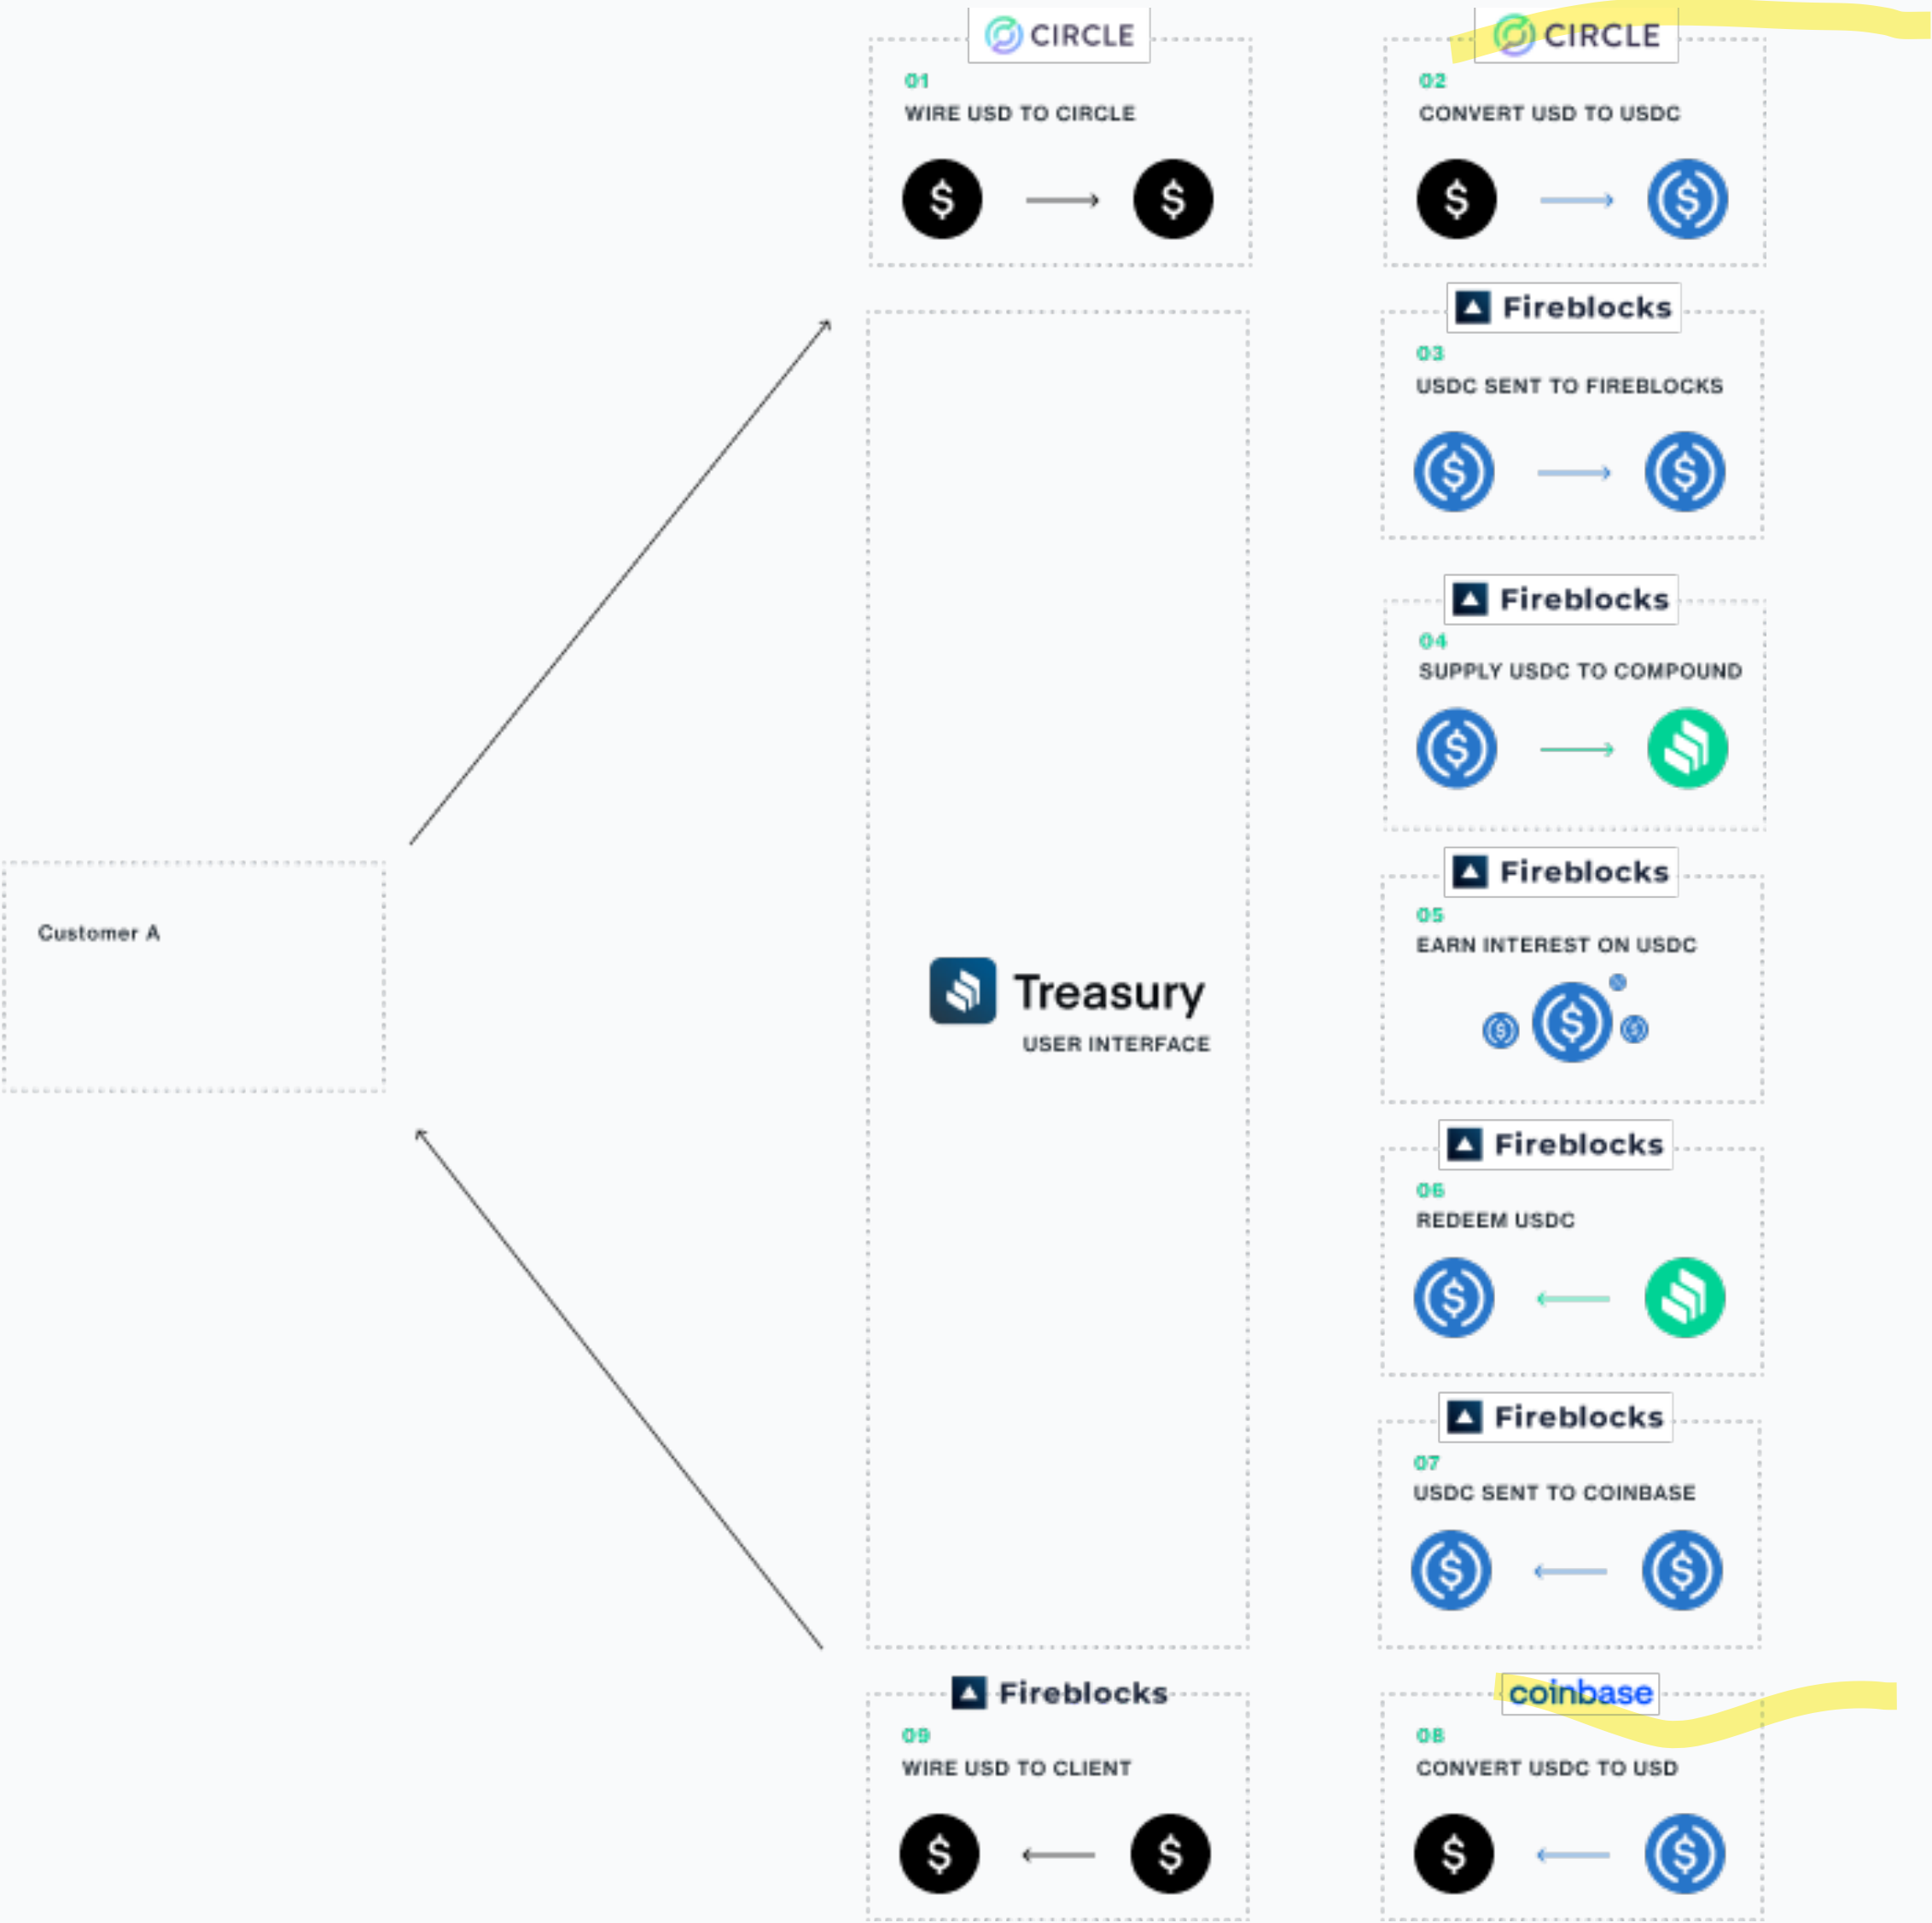 CIRCLE
01
WIRE USD TO CIRCLE
CIRCLE
02
CONVERT USD TO USDC
Fireblocks
03
USDC SENT TO FIREBLOCKS
Fireblocks
04
SUPPLY USDC TO COMPOUND
Customer A
Treasury
USER INTERFACE
Fireblocks
05
EARN INTEREST ON USDC
Fireblocks
06
REDEEM USDC
Fireblocks
07
USDC SENT TO COINBASE
coinbase
08
CONVERT USDC TO USD
Fireblocks
09
WIRE USD TO CLIENT